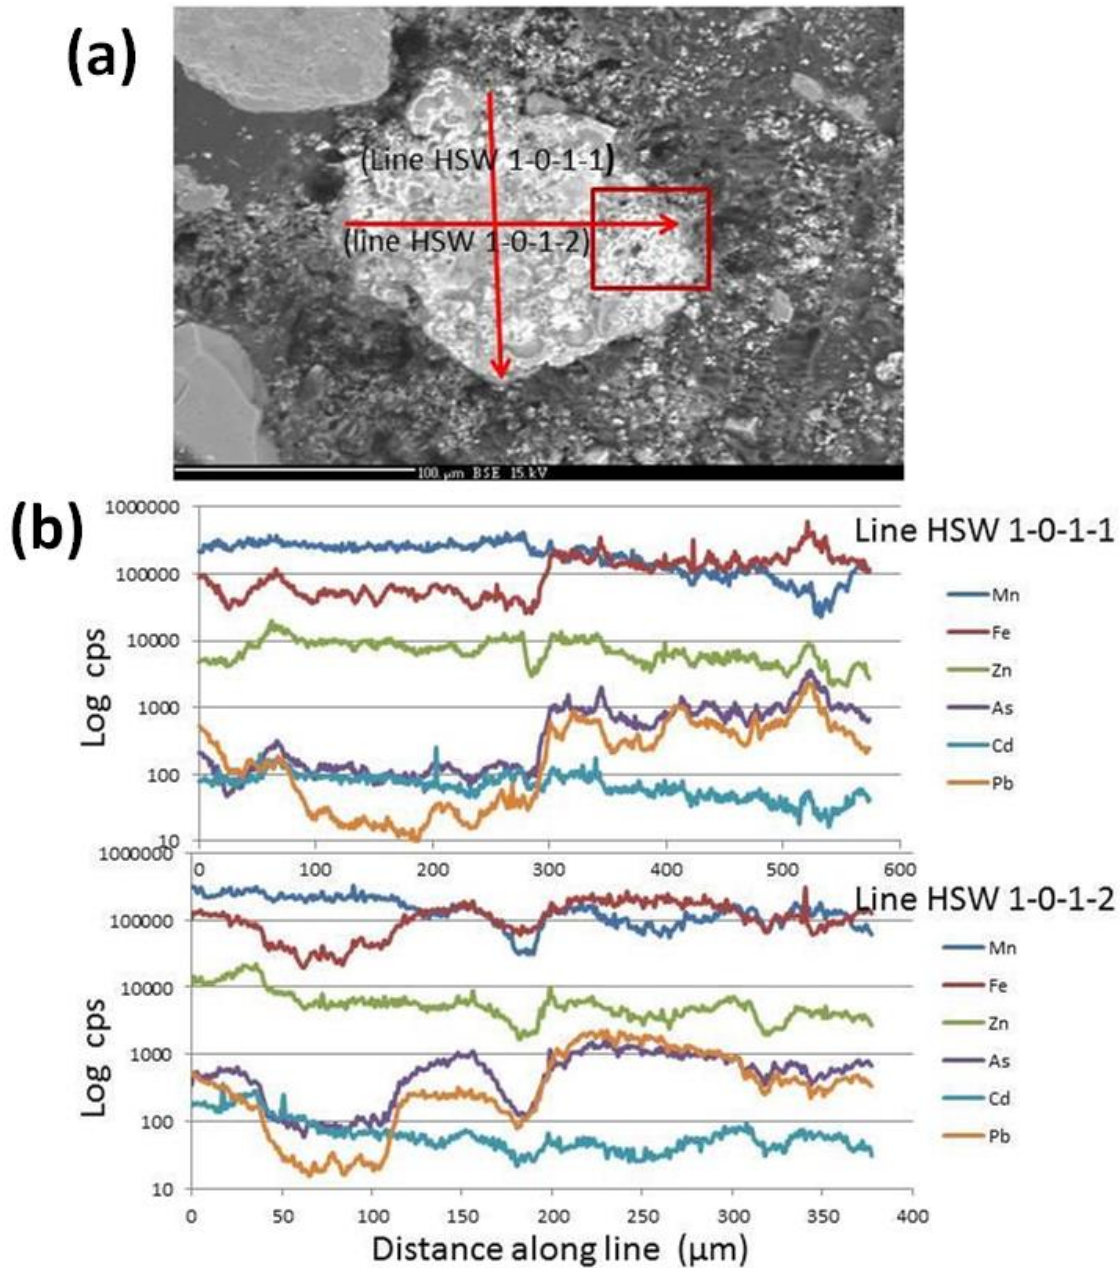 (a)
(Line HSW 1-0-1-1)
(line HSW 1-0-1-2)
100 µm BSE 15kV
(b)
Line HSW 1-0-1-1
Log cps
1000000
100000
10000
1000
100
10
0 100 200 300 400 500 600
Mn
Fe
Zn
As
Cd
Pb
Line HSW 1-0-1-2
Log cps
1000000
100000
10000
1000
100
10
0 50 100 150 200 250 300 350 400
Mn
Fe
Zn
As
Cd
Pb
Distance along line (µm)